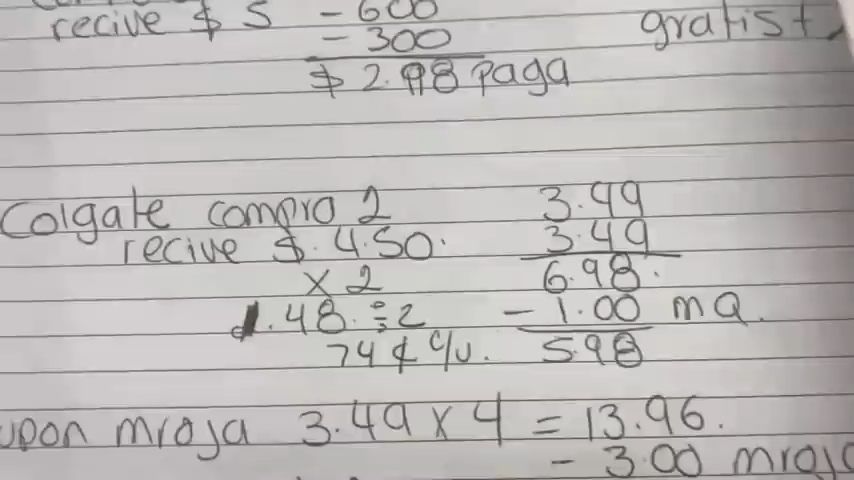 recive $ 5 - 600
- 300 gratist
$ 2.98 paga
Colgate compro 2 3.49
recive $. 4.50. 3.49
x 2 6.98.
1.48. ÷ 2 - 1.00 mQ.
74 ¢ c/u. 5.98
upon mroja 3.49 x 4 = 13.96.
- 3.00 mroja